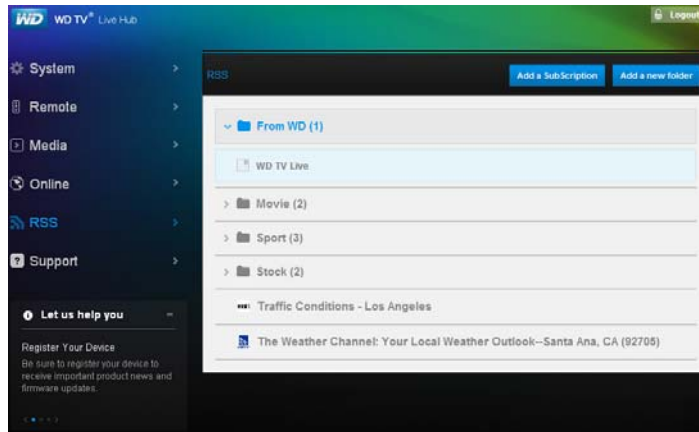 WD WD TV® Live Hub
Logout
System
Remote
Media
Online
RSS
Support
Let us help you
Register Your Device
Be sure to register your device to
receive important product news and
firmware updates.
RSS
Add a SubScription
Add a new folder
From WD (1)
WD TV Live
Movie (2)
Sport (3)
Stock (2)
Traffic Conditions - Los Angeles
The Weather Channel: Your Local Weather Outlook--Santa Ana, CA (92705)